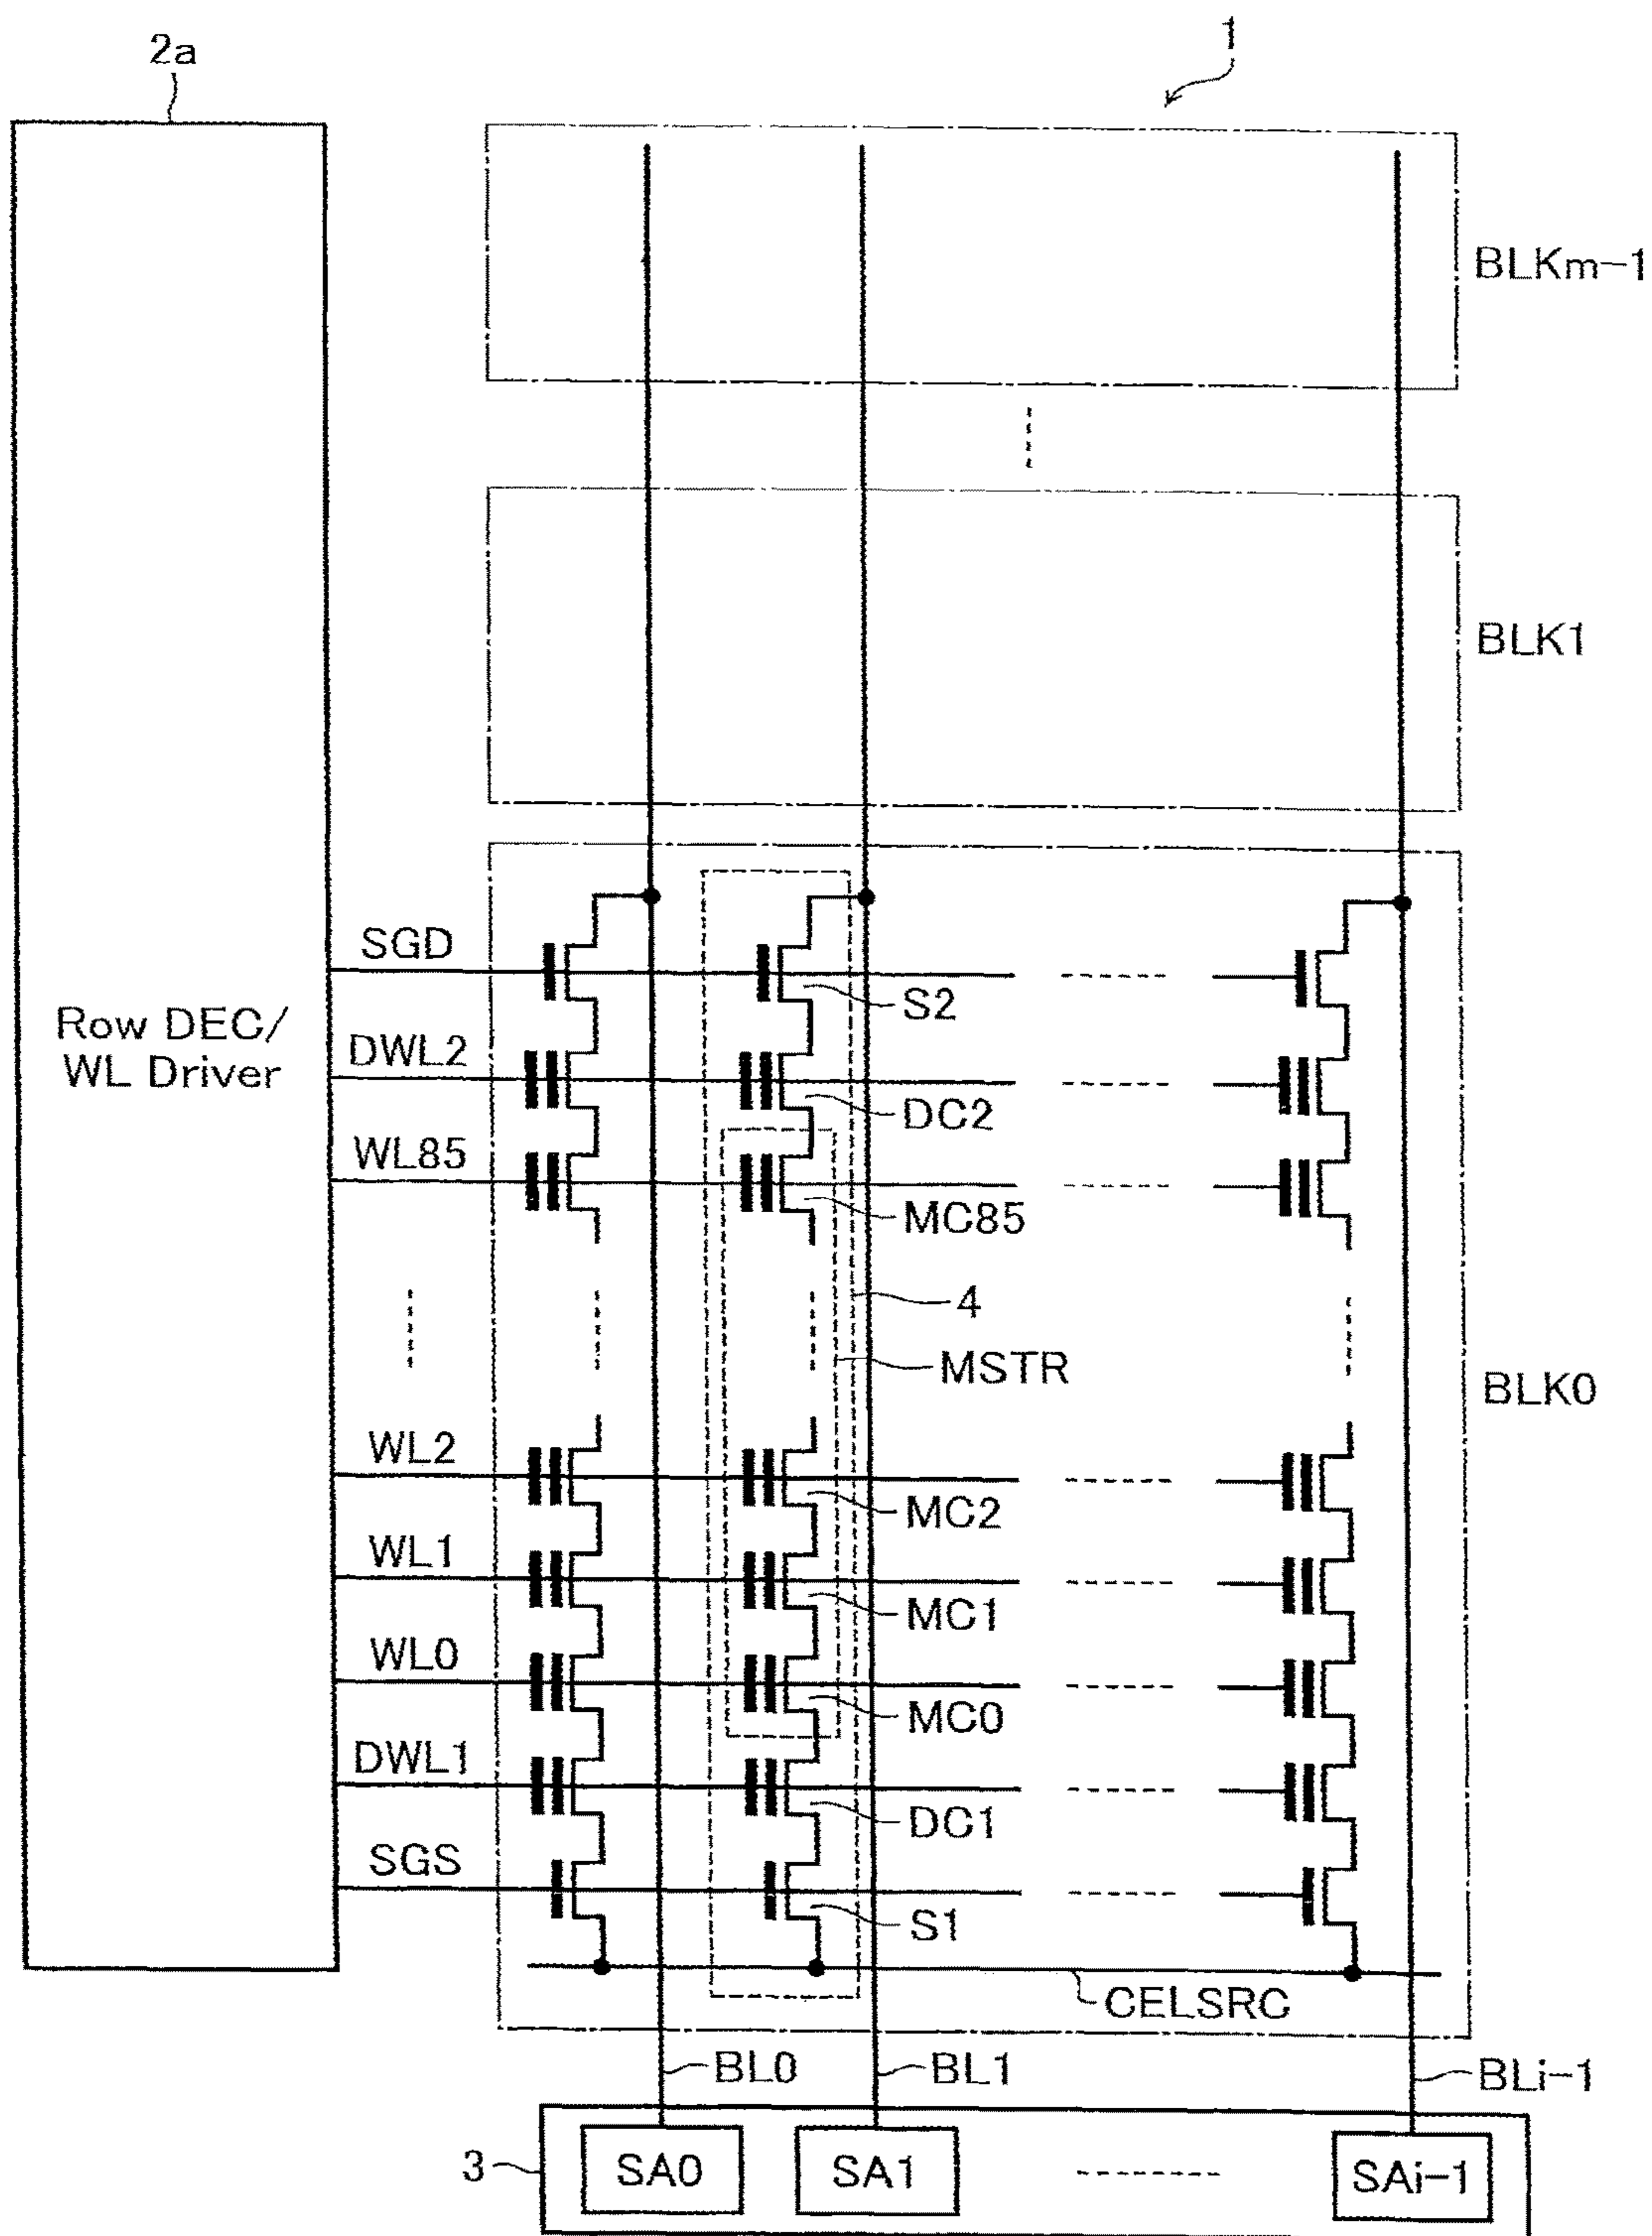 1
2a
BLKm-1
BLK1
SGD
S2
Row DEC/
WL Driver
DWL2
DC2
WL85
MC85
4
MSTR
BLK0
WL2
MC2
WL1
MC1
WL0
MC0
DWL1
DC1
SGS
S1
CELSRC
BL0
BL1
BLi-1
3
SA0
SA1
SAi-1